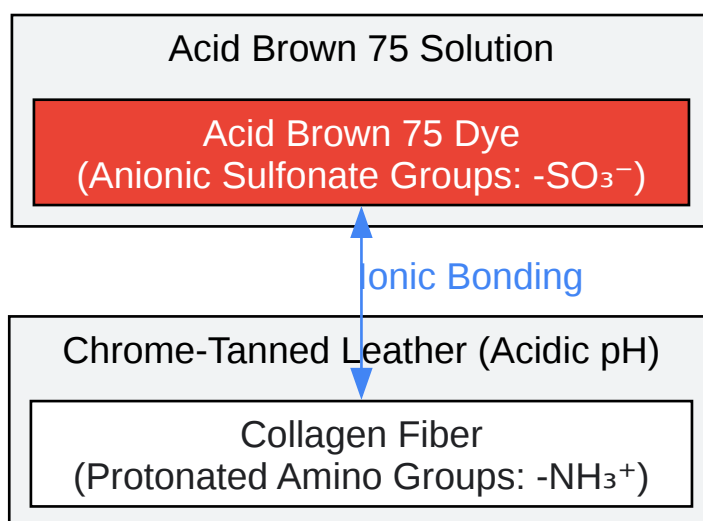 Acid Brown 75 Solution
Acid Brown 75 Dye
(Anionic Sulfonate Groups: -SO₃⁻)
Ionic Bonding
Chrome-Tanned Leather (Acidic pH)
Collagen Fiber
(Protonated Amino Groups: -NH₃⁺)